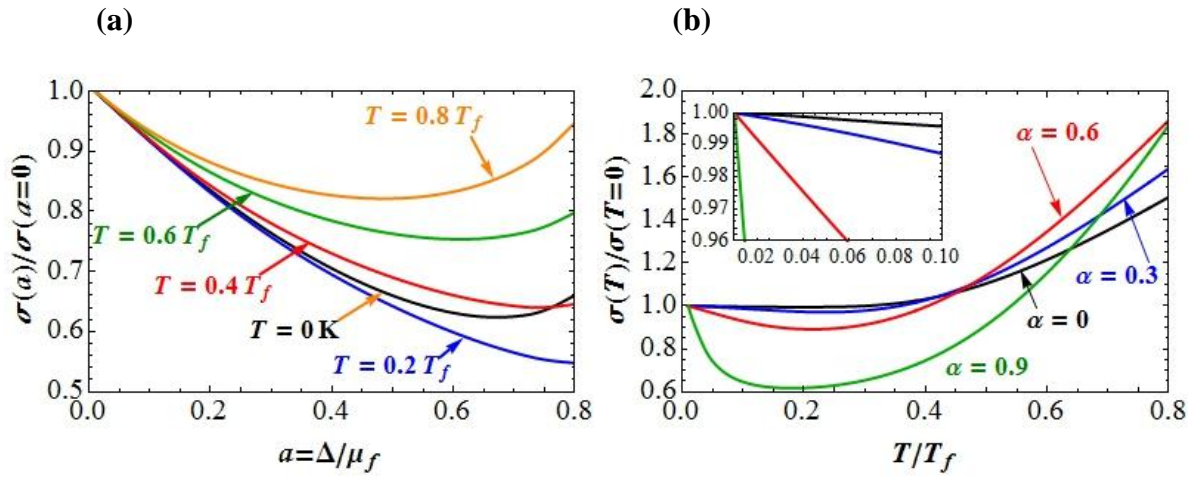 (a)
(b)
σ(a)/σ(a=0)
1.0
0.9
0.8
0.7
0.6
0.5
T = 0.8 T_f
T = 0.6 T_f
T = 0.4 T_f
T = 0 K
T = 0.2 T_f
0.0 0.2 0.4 0.6 0.8
a=Δ/μ_f
σ(T)/σ(T=0)
2.0
1.8
1.6
1.4
1.2
1.0
0.8
0.6
1.00
0.99
0.98
0.97
0.96
0.02 0.04 0.06 0.08 0.10
α = 0.6
α = 0.3
α = 0
α = 0.9
0.0 0.2 0.4 0.6 0.8
T/T_f